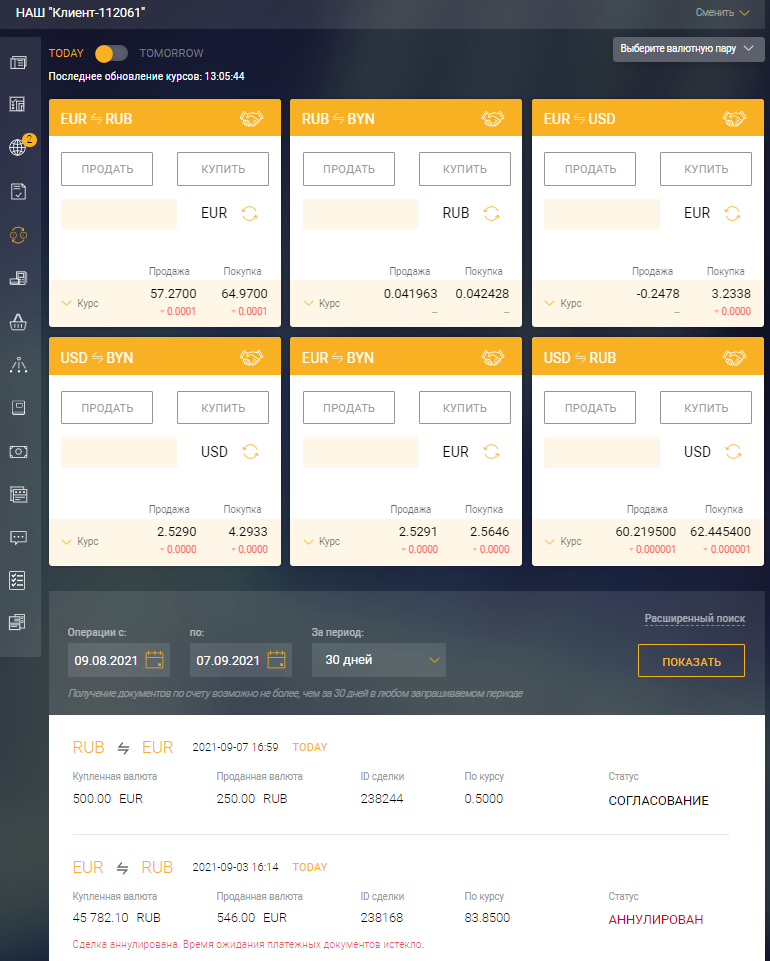 НАШ "Клиент-112061" Сменить
TODAY TOMORROW Выберите валютную пару
Последнее обновление курсов: 13:05:44
EUR ⇋ RUB RUB ⇋ BYN EUR ⇋ USD
ПРОДАТЬ КУПИТЬ ПРОДАТЬ КУПИТЬ ПРОДАТЬ КУПИТЬ
2
EUR RUB EUR
Продажа Покупка Продажа Покупка Продажа Покупка
57.2700 64.9700 0.041963 0.042428 -0.2478 3.2338
Курс Курс Курс
0.0001 0.0001 – – – 0.0000
USD ⇋ BYN EUR ⇋ BYN USD ⇋ RUB
ПРОДАТЬ КУПИТЬ ПРОДАТЬ КУПИТЬ ПРОДАТЬ КУПИТЬ
USD EUR USD
Продажа Покупка Продажа Покупка Продажа Покупка
2.5290 4.2933 2.5291 2.5646 60.219500 62.445400
Курс Курс Курс
0.0000 0.0000 0.0000 0.0000 0.000001 0.000001
Расширенный поиск
Операции с: по: За период:
09.08.2021 07.09.2021 30 дней ПОКАЗАТЬ
Получение документов по счету возможно не более, чем за 30 дней в любом запрашиваемом периоде
RUB ⇋ EUR 2021-09-07 16:59 TODAY
Купленная валюта Проданная валюта ID сделки По курсу Статус
500.00 EUR 250.00 RUB 238244 0.5000 СОГЛАСОВАНИЕ
EUR ⇋ RUB 2021-09-03 16:14 TODAY
Купленная валюта Проданная валюта ID сделки По курсу Статус
45 782.10 RUB 546.00 EUR 238168 83.8500 АННУЛИРОВАН
Сделка аннулирована. Время ожидания платежных документов истекло.